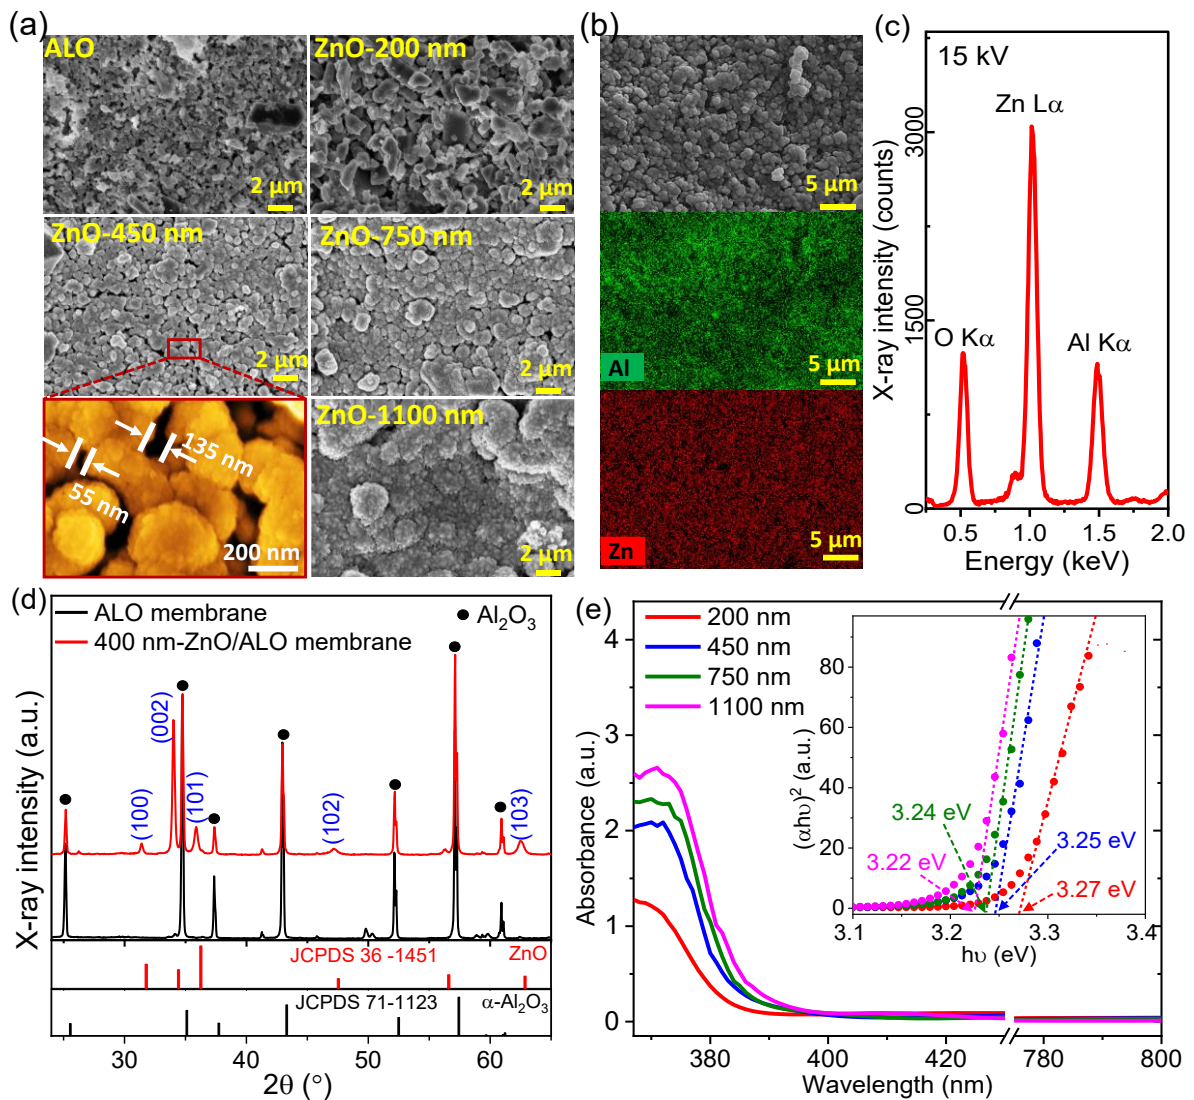 (a)
ALO
2 μm
ZnO-200 nm
2 μm
ZnO-450 nm
2 μm
ZnO-750 nm
2 μm
135 nm
55 nm
200 nm
ZnO-1100 nm
2 μm
(b)
5 μm
Al
5 μm
Zn
5 μm
(c)
15 kV
Zn Lα
O Kα
Al Kα
X-ray intensity (counts)
3000
1500
0
0.5 1.0 1.5 2.0
Energy (keV)
(d)
ALO membrane
400 nm-ZnO/ALO membrane
Al₂O₃
(100)
(002)
(101)
(102)
(103)
X-ray intensity (a.u.)
JCPDS 36 -1451
ZnO
JCPDS 71-1123
α-Al₂O₃
30 40 50 60
2θ (°)
(e)
200 nm
450 nm
750 nm
1100 nm
Absorbance (a.u.)
4
3
2
1
0
380 400 420 780 800
Wavelength (nm)
(αhυ)² (a.u.)
80
60
40
20
0
3.24 eV
3.22 eV
3.25 eV
3.27 eV
3.1 3.2 3.3 3.4
hυ (eV)